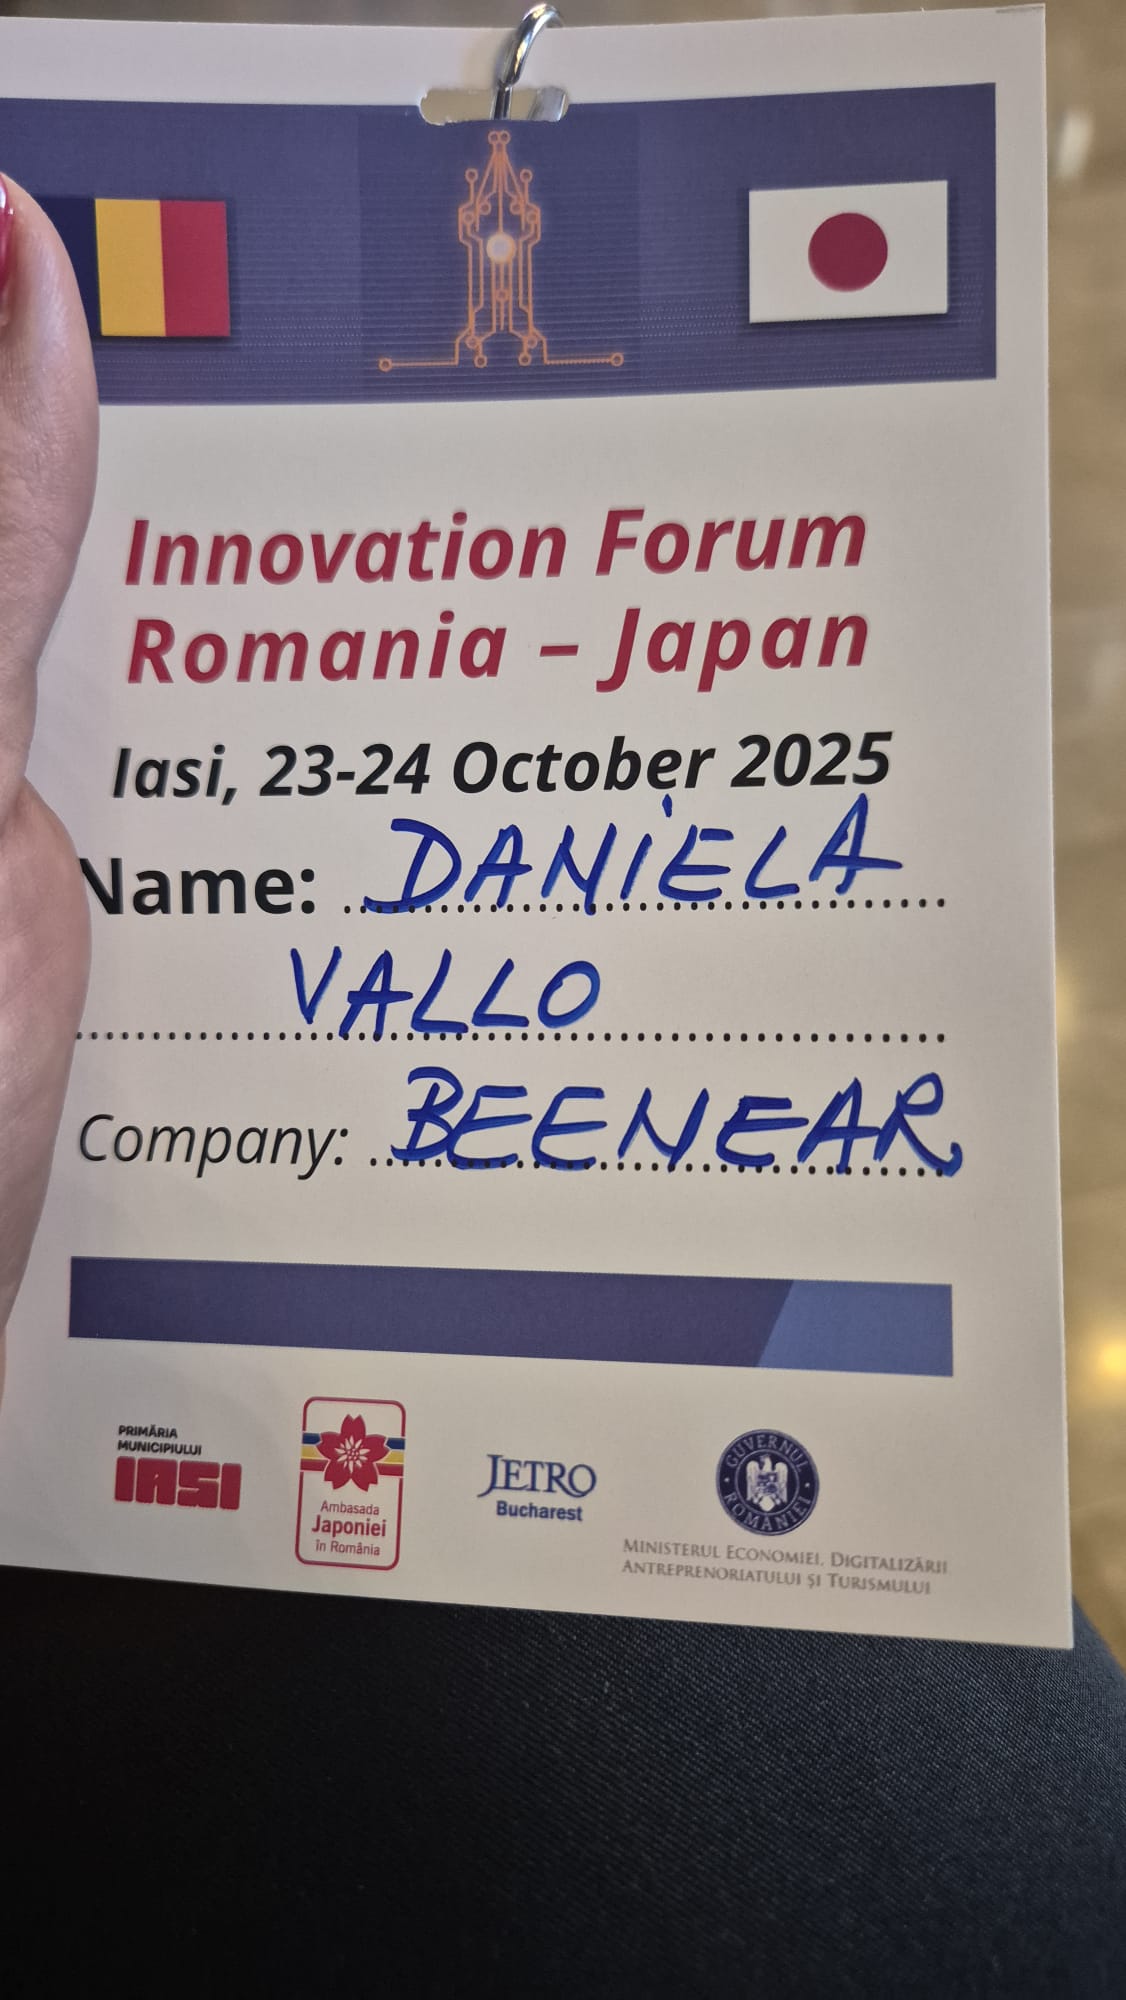 Innovation Forum
Romania – Japan
Iasi, 23-24 October 2025
Name: DANIELA
VALLO
Company: BEENEAR
PRIMĂRIA
MUNICIPIULUI
IASI
Ambasada
Japoniei
în România
JETRO
Bucharest
GUVERNUL ROMÂNIEI
MINISTERUL ECONOMIEI, DIGITALIZĂRII
ANTREPRENORIATULUI ȘI TURISMULUI